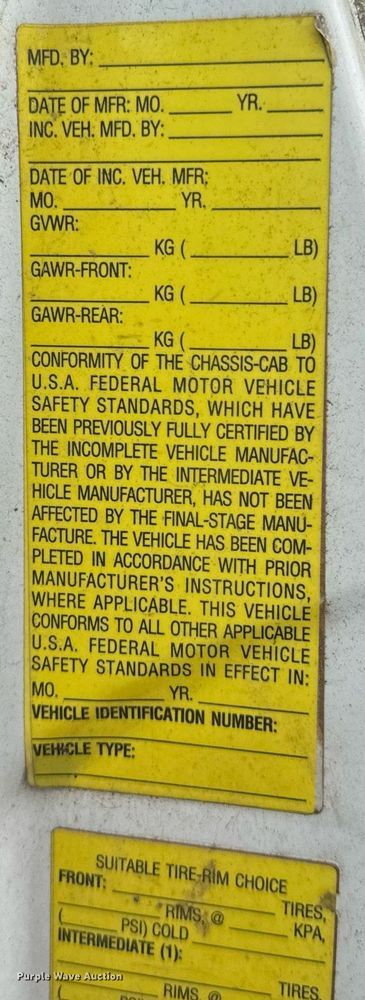 MFD. BY:
DATE OF MFR: MO. YR.
INC. VEH. MFD. BY:
DATE OF INC. VEH. MFR:
MO. YR.
GVWR:
KG ( LB)
GAWR-FRONT:
KG ( LB)
GAWR-REAR:
KG ( LB)
CONFORMITY OF THE CHASSIS-CAB TO
U.S.A. FEDERAL MOTOR VEHICLE
SAFETY STANDARDS, WHICH HAVE
BEEN PREVIOUSLY FULLY CERTIFIED BY
THE INCOMPLETE VEHICLE MANUFAC-
TURER OR BY THE INTERMEDIATE VE-
HICLE MANUFACTURER, HAS NOT BEEN
AFFECTED BY THE FINAL-STAGE MANU-
FACTURE. THE VEHICLE HAS BEEN COM-
PLETED IN ACCORDANCE WITH PRIOR
MANUFACTURER'S INSTRUCTIONS,
WHERE APPLICABLE. THIS VEHICLE
CONFORMS TO ALL OTHER APPLICABLE
U.S.A. FEDERAL MOTOR VEHICLE
SAFETY STANDARDS IN EFFECT IN:
MO. YR.
VEHICLE IDENTIFICATION NUMBER:
VEHICLE TYPE:
SUITABLE TIRE-RIM CHOICE
FRONT: TIRES,
RIMS, @ KPA,
( PSI) COLD
INTERMEDIATE (1):
TIRES,
RIMS @
Purple Wave Auction